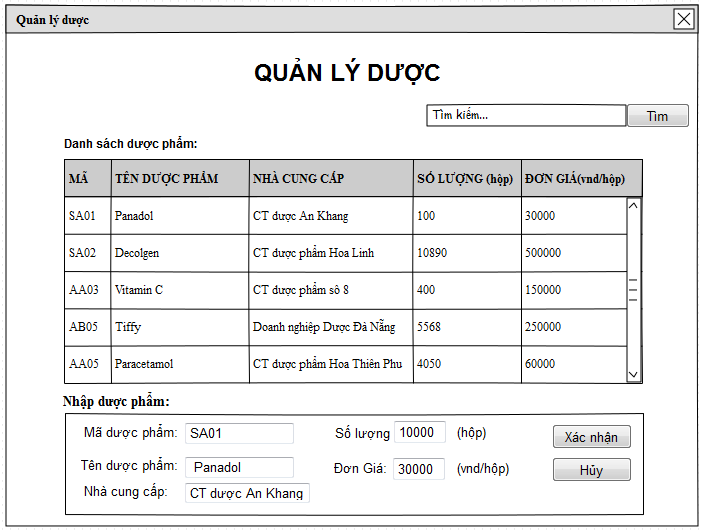 Quản lý dược
QUẢN LÝ DƯỢC
Tìm kiếm... Tìm
Danh sách dược phẩm:
MÃ TÊN DƯỢC PHẨM NHÀ CUNG CẤP SỐ LƯỢNG (hộp) ĐƠN GIÁ(vnd/hộp)
SA01 Panadol CT dược An Khang 100 30000
SA02 Decolgen CT dược phẩm Hoa Linh 10890 500000
AA03 Vitamin C CT dược phẩm sô 8 400 150000
AB05 Tiffy Doanh nghiệp Dược Đà Nẵng 5568 250000
AA05 Paracetamol CT dược phẩm Hoa Thiên Phu 4050 60000
Nhập dược phẩm:
Mã dược phẩm: SA01 Số lượng 10000 (hộp) Xác nhận
Tên dược phẩm: Panadol Đơn Giá: 30000 (vnd/hộp) Hủy
Nhà cung cấp: CT dược An Khang